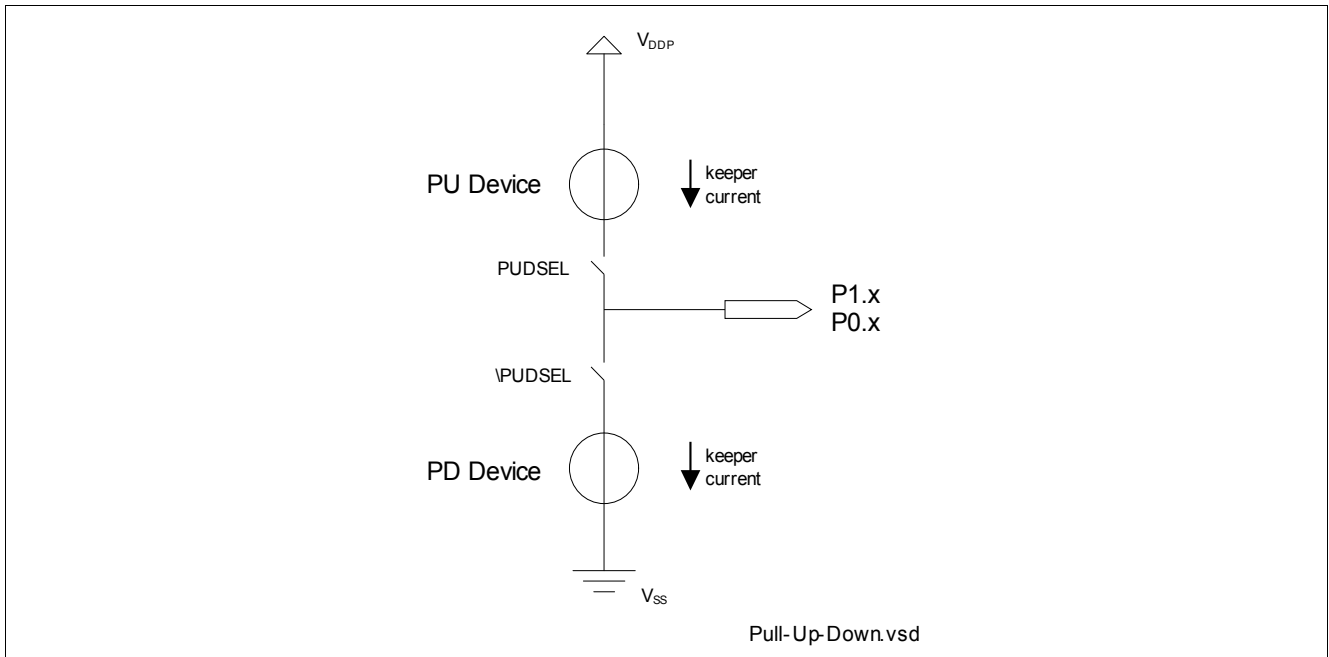 VDDP
PU Device
keeper
current
PUDSEL
P1.x
P0.x
\PUDSEL
PD Device
keeper
current
VSS
Pull-Up-Down.vsd